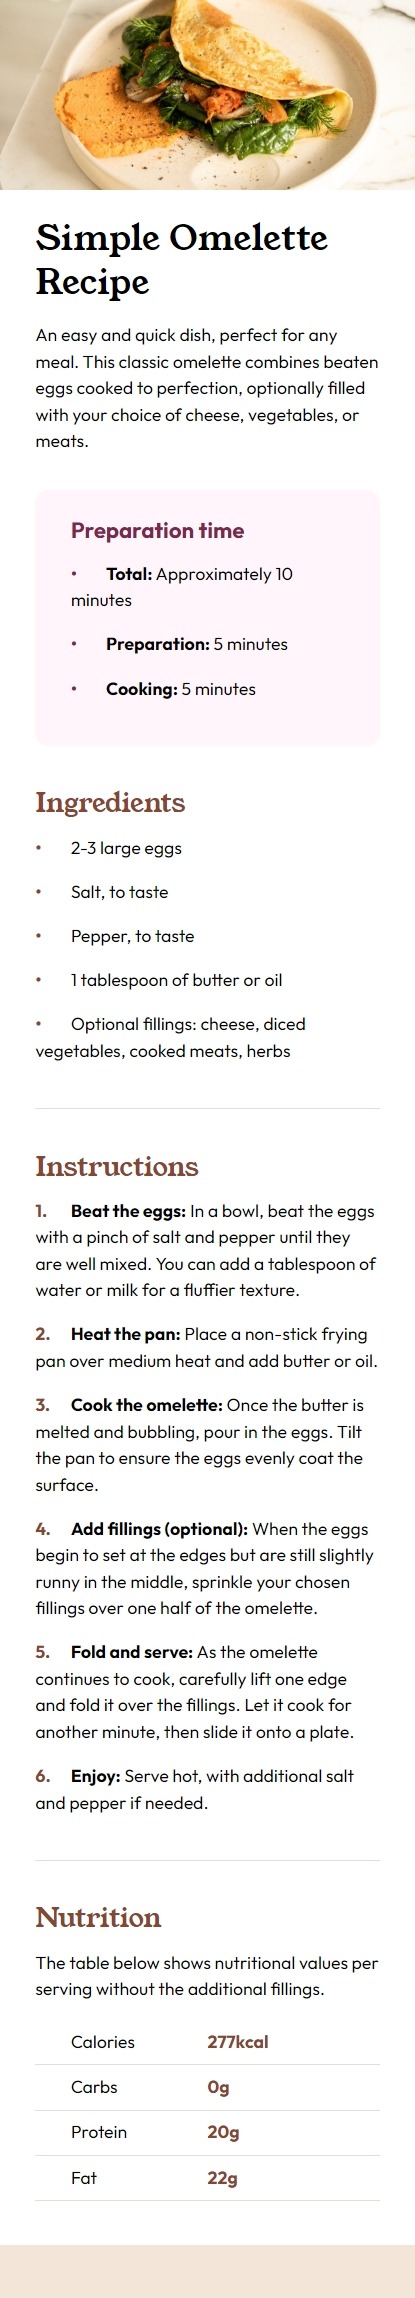 Simple Omelette
Recipe
An easy and quick dish, perfect for any
meal. This classic omelette combines beaten
eggs cooked to perfection, optionally filled
with your choice of cheese, vegetables, or
meats.
Preparation time
• Total: Approximately 10
minutes
• Preparation: 5 minutes
• Cooking: 5 minutes
Ingredients
• 2-3 large eggs
• Salt, to taste
• Pepper, to taste
• 1 tablespoon of butter or oil
• Optional fillings: cheese, diced
vegetables, cooked meats, herbs
Instructions
1. Beat the eggs: In a bowl, beat the eggs
with a pinch of salt and pepper until they
are well mixed. You can add a tablespoon of
water or milk for a fluffier texture.
2. Heat the pan: Place a non-stick frying
pan over medium heat and add butter or oil.
3. Cook the omelette: Once the butter is
melted and bubbling, pour in the eggs. Tilt
the pan to ensure the eggs evenly coat the
surface.
4. Add fillings (optional): When the eggs
begin to set at the edges but are still slightly
runny in the middle, sprinkle your chosen
fillings over one half of the omelette.
5. Fold and serve: As the omelette
continues to cook, carefully lift one edge
and fold it over the fillings. Let it cook for
another minute, then slide it onto a plate.
6. Enjoy: Serve hot, with additional salt
and pepper if needed.
Nutrition
The table below shows nutritional values per
serving without the additional fillings.
Calories 277kcal
Carbs 0g
Protein 20g
Fat 22g